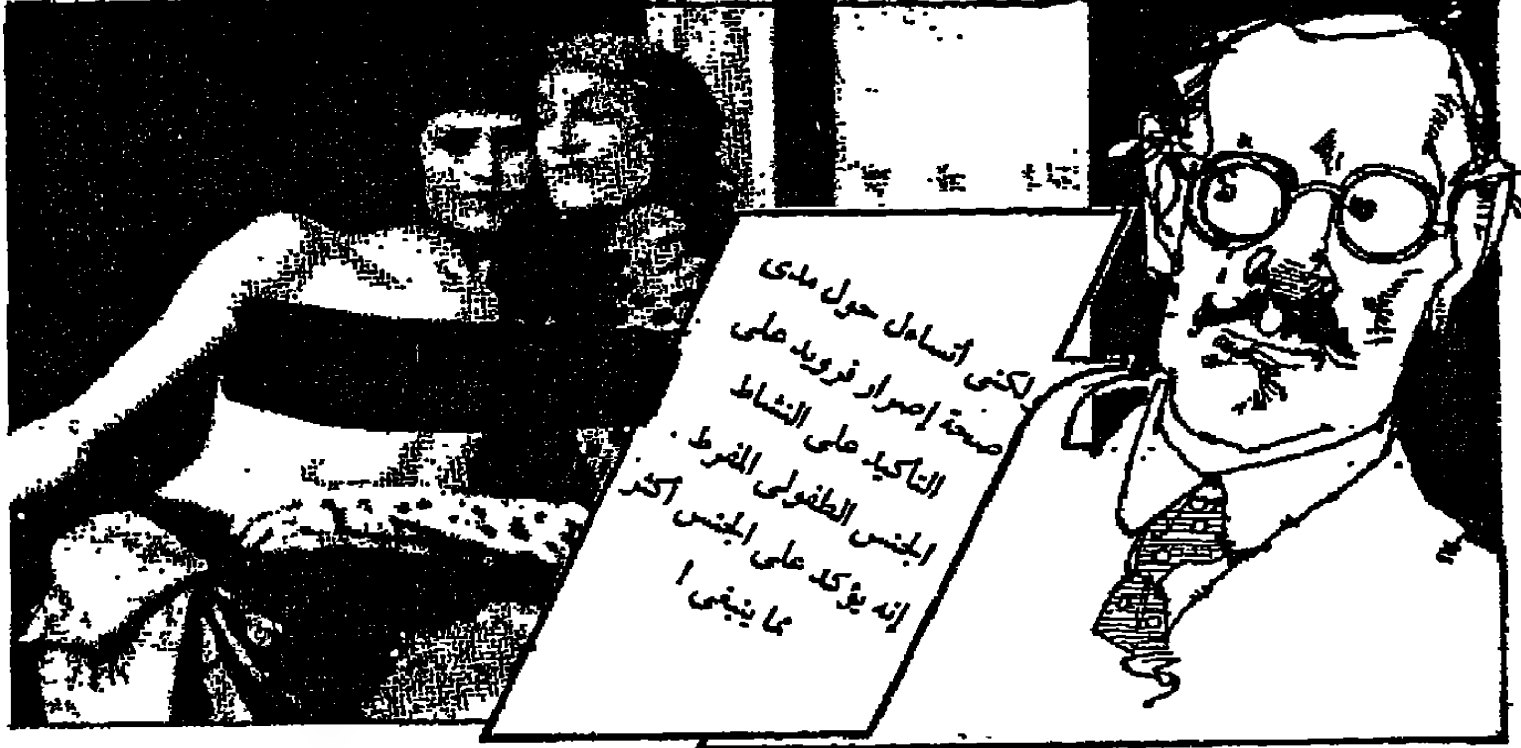 ولكنى أتساءل حول مدى
صحة إصرار فرويد على
التأكيد على النشاط
الجنسى الطفولى المفرط .
إنه يؤكد على الجنس أكثر
مما ينبغى !